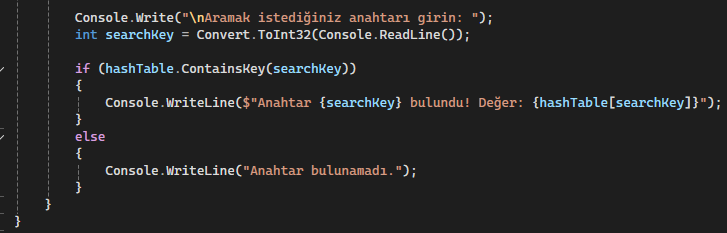 Console.Write("\nAramak istediğiniz anahtarı girin: ");
int searchKey = Convert.ToInt32(Console.ReadLine());
if (hashTable.ContainsKey(searchKey))
{
Console.WriteLine($"Anahtar {searchKey} bulundu! Değer: {hashTable[searchKey]}");
}
else
{
Console.WriteLine("Anahtar bulunamadı.");
}
}
}